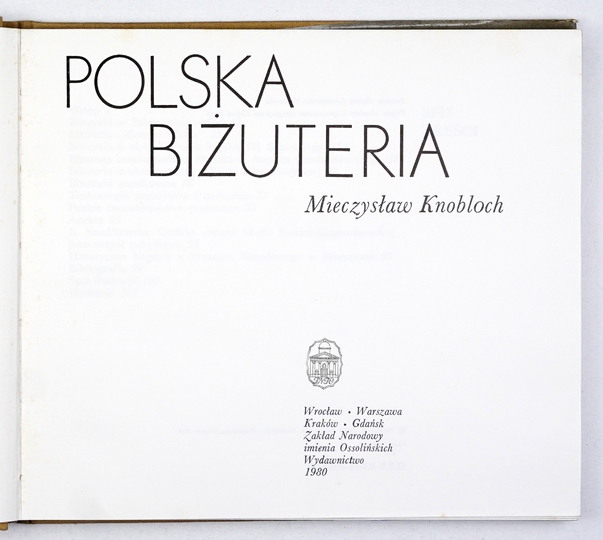 POLSKA
BIŻUTERIA
Mieczysław Knobloch
Wrocław • Warszawa
Kraków • Gdańsk
Zakład Narodowy
imienia Ossolińskich
Wydawnictwo
1980